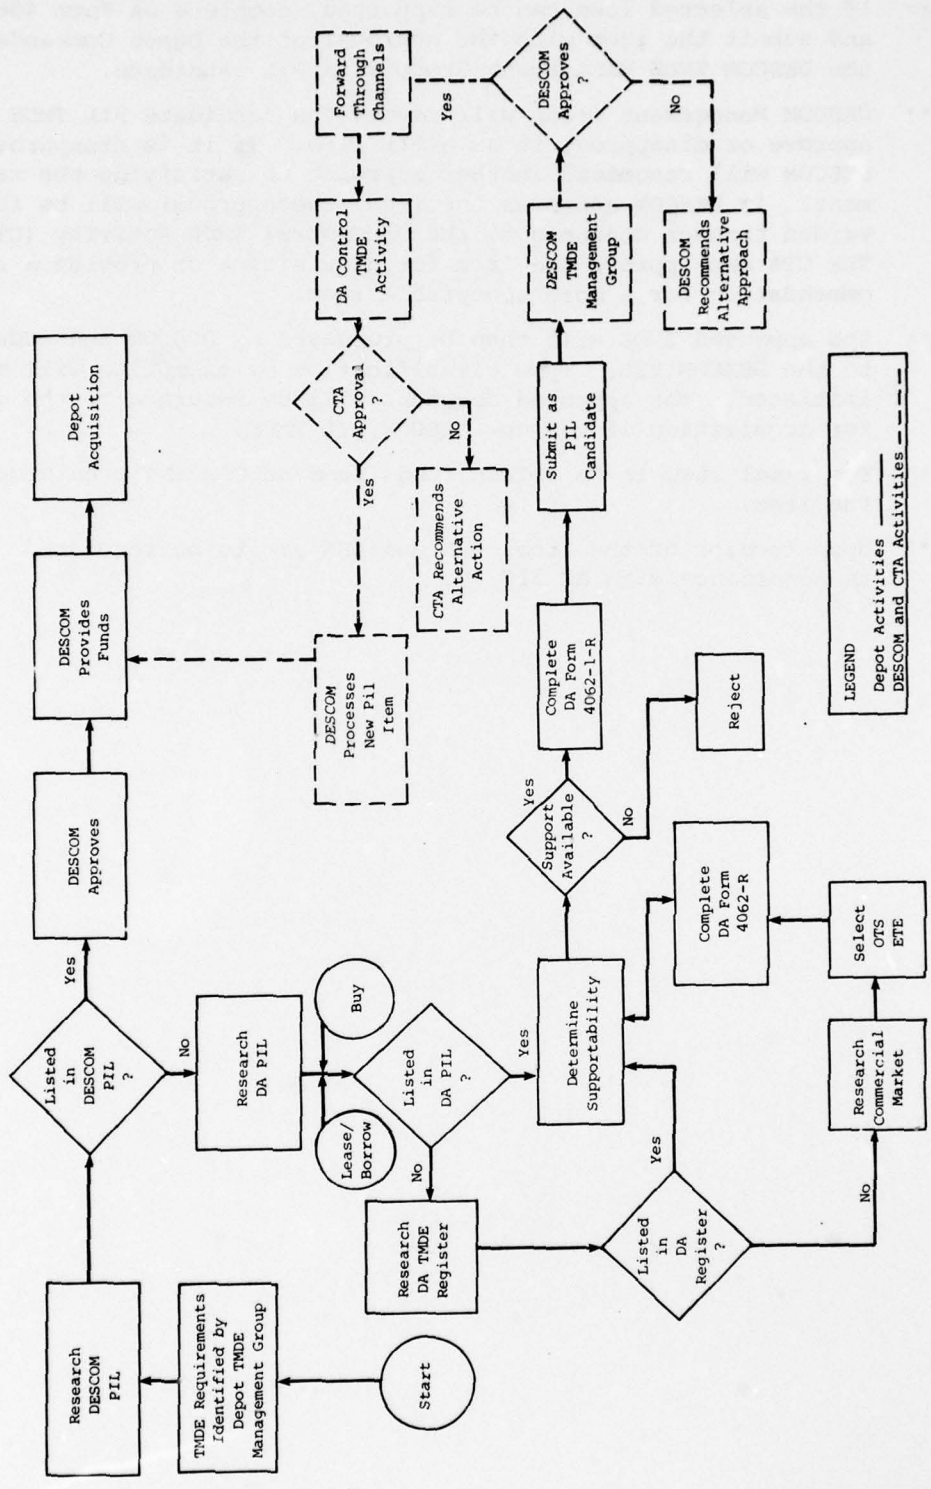 Start
TMDE Requirements
Identified by
Depot TMDE
Management Group
Research
DESCOM
PIL
Listed
in
DESCOM
PIL
?
Yes
DESCOM
Approves
DESCOM
Provides
Funds
Depot
Acquisition
No
Research
DA PIL
Lease/
Borrow
Buy
Listed
in
DA PIL
?
No
Yes
Research
DA TMDE
Register
Listed
in
DA
Register
?
Yes
No
Research
Commercial
Market
Select
OTS
ETE
Complete
DA Form
4062-R
Determine
Supportability
Support
Available
?
Yes
No
Reject
Complete
DA Form
4062-1-R
Submit as
PIL
Candidate
DESCOM
TMDE
Management
Group
DESCOM
Approves
?
Yes
No
DESCOM
Recommends
Alternative
Approach
Forward
Through
Channels
DA Control
TMDE
Activity
CTA
Approval
?
No
Yes
CTA Recommends
Alternative
Action
DESCOM
Processes
New Pil
Item
LEGEND
Depot Activities
DESCOM and CTA Activities